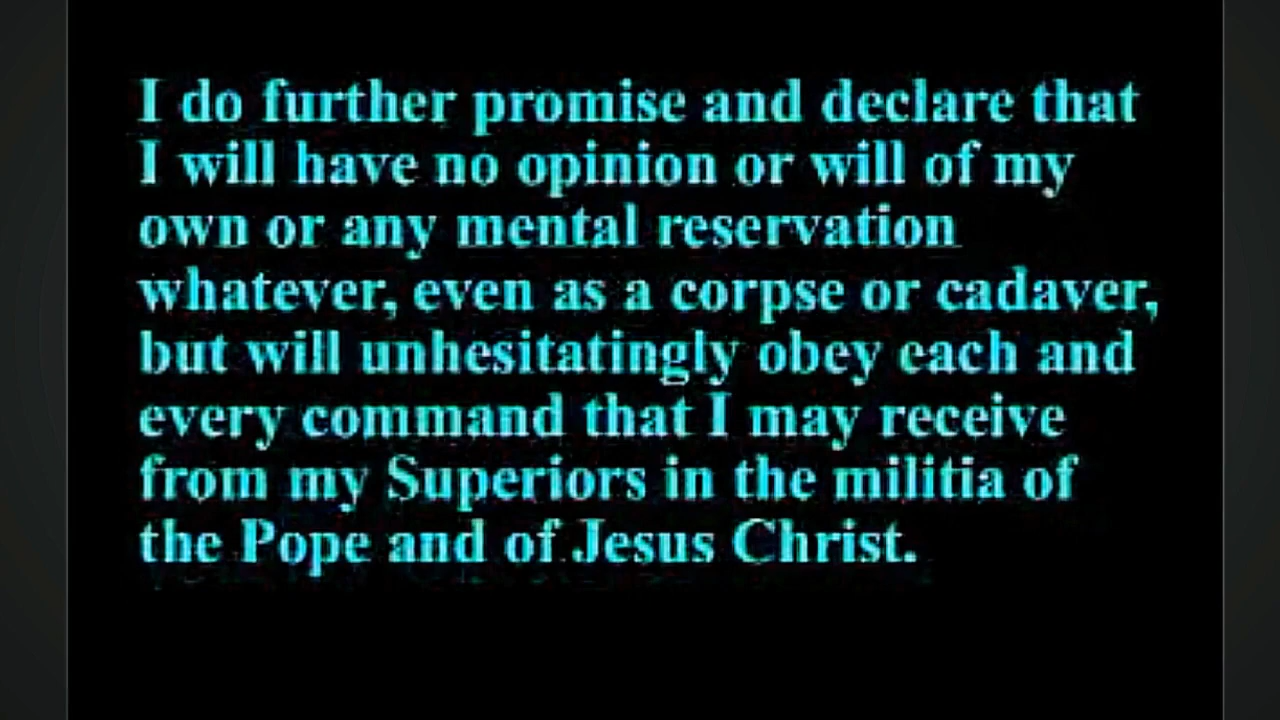 I do further promise and declare that
I will have no opinion or will of my
own or any mental reservation
whatever, even as a corpse or cadaver,
but will unhesitatingly obey each and
every command that I may receive
from my Superiors in the militia of
the Pope and of Jesus Christ.